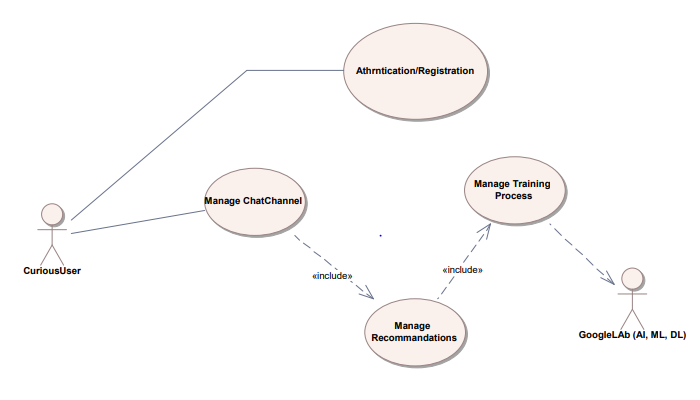 Athrntication/Registration
Manage ChatChannel
Manage Training
Process
CuriousUser
«include»
«include»
Manage
Recommandations
GoogleLAb (AI, ML, DL)